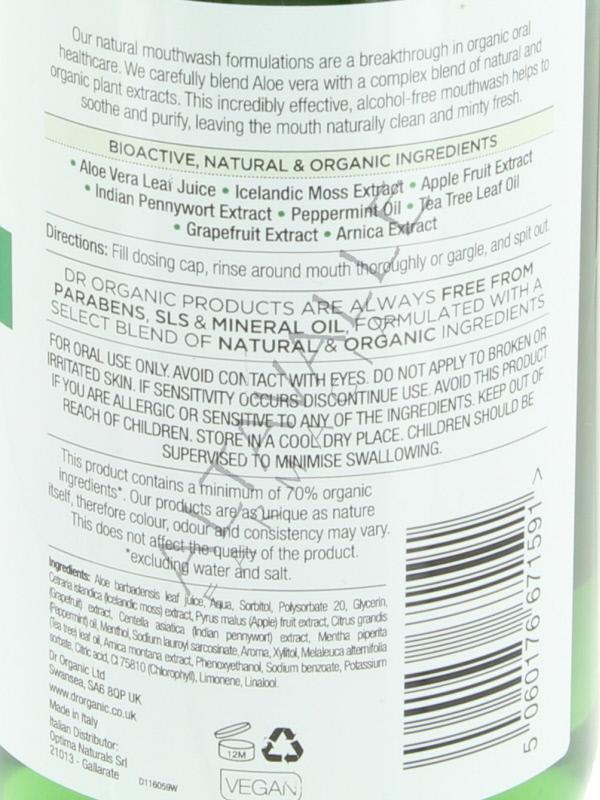 Our natural mouthwash formulations are a breakthrough in organic oral
healthcare. We carefully blend Aloe vera with a complex blend of natural and
organic plant extracts. This incredibly effective, alcohol-free mouthwash helps to
soothe and purify, leaving the mouth naturally clean and minty fresh.
BIOACTIVE, NATURAL & ORGANIC INGREDIENTS
• Aloe Vera Leaf Juice • Icelandic Moss Extract • Apple Fruit Extract
• Indian Pennywort Extract • Peppermint Oil • Tea Tree Leaf Oil
• Grapefruit Extract • Arnica Extract
Directions: Fill dosing cap, rinse around mouth thoroughly or gargle, and spit out.
DR ORGANIC PRODUCTS ARE ALWAYS FREE FROM
PARABENS, SLS & MINERAL OIL, FORMULATED WITH A
SELECT BLEND OF NATURAL & ORGANIC INGREDIENTS
FOR ORAL USE ONLY. AVOID CONTACT WITH EYES. DO NOT APPLY TO BROKEN OR
IRRITATED SKIN. IF SENSITIVITY OCCURS DISCONTINUE USE. AVOID THIS PRODUCT
IF YOU ARE ALLERGIC OR SENSITIVE TO ANY OF THE INGREDIENTS. KEEP OUT OF
REACH OF CHILDREN. STORE IN A COOL DRY PLACE. CHILDREN SHOULD BE
SUPERVISED TO MINIMISE SWALLOWING.
This product contains a minimum of 70% organic
ingredients*. Our products are as unique as nature
itself, therefore colour, odour and consistency may vary.
This does not affect the quality of the product.
*excluding water and salt.
Ingredients: Aloe barbadensis leaf juice, Aqua, Sorbitol, Polysorbate 20, Glycerin,
Cetraria islandica (Icelandic moss) extract, Pyrus malus (Apple) fruit extract, Citrus grandis
(Grapefruit) extract, Centella asiatica (Indian pennywort) extract, Mentha piperita
(Peppermint) oil, Menthol, Sodium lauroyl sarcosinate, Aroma, Xylitol, Melaleuca alternifolia
(Tea tree) leaf oil, Arnica montana extract, Phenoxyethanol, Sodium benzoate, Potassium
sorbate, Citric acid, CI 75810 (Chlorophyll), Limonene, Linalool.
Dr Organic Ltd
Swansea, SA6 8QP UK
www.drorganic.co.uk
Made in Italy
Italian Distributor:
Optima Naturals Srl
21013 - Gallarate
D116059W
12M
VEGAN
5 060176 671591 >
ALTAVALLE
FARMACIA